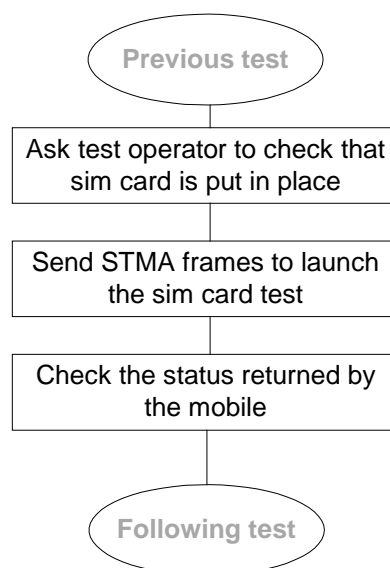 Previous test
Ask test operator to check that
sim card is put in place
Send STMA frames to launch
the sim card test
Check the status returned by
the mobile
Following test